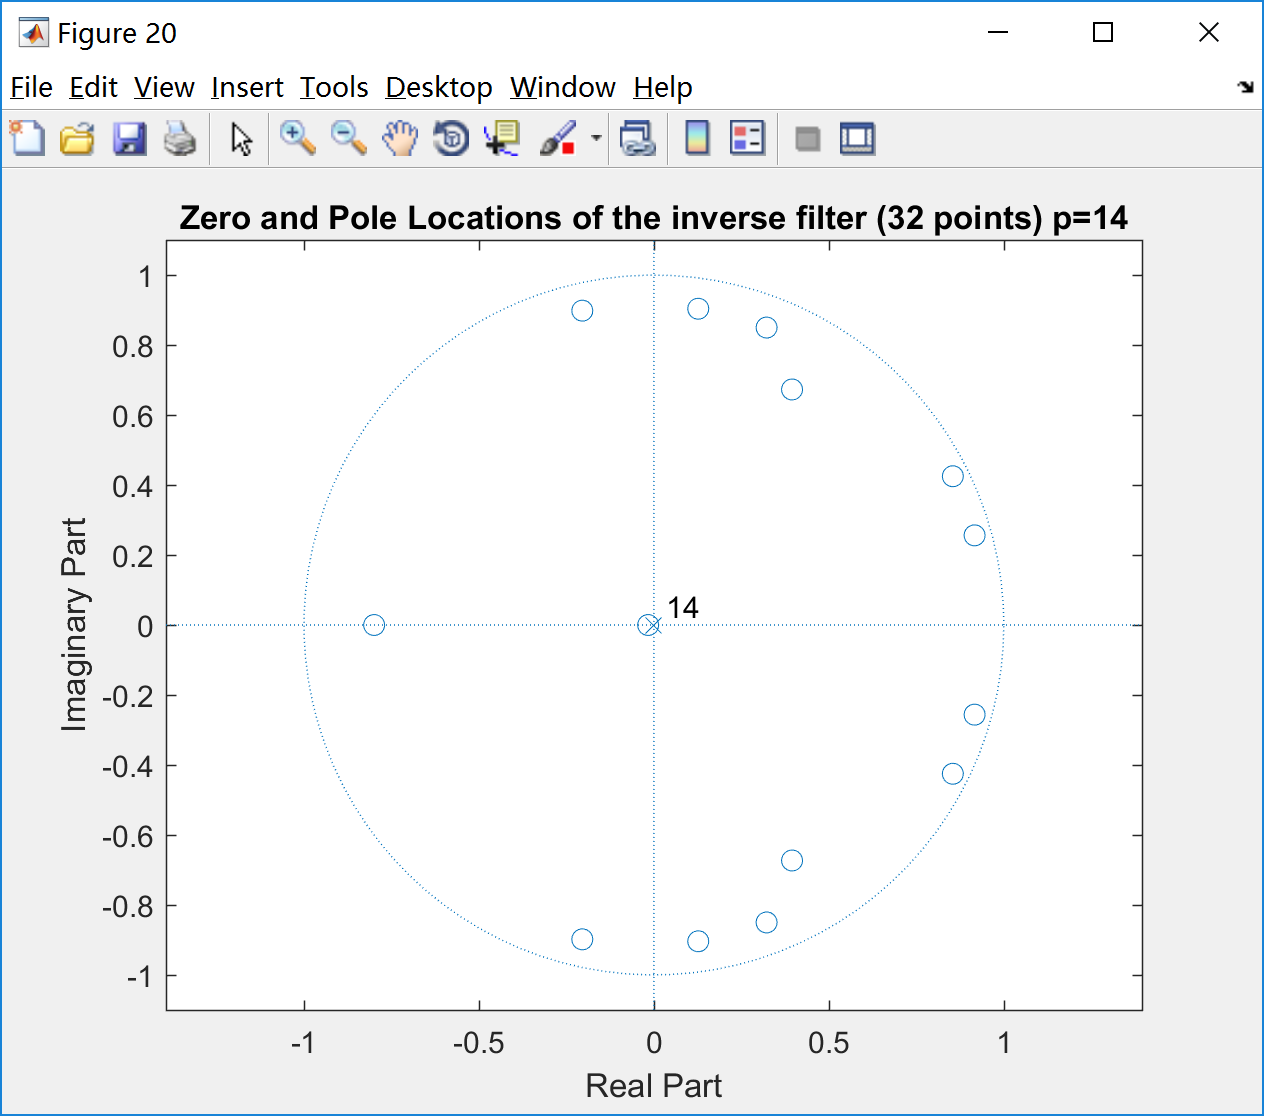 Figure 20
File Edit View Insert Tools Desktop Window Help
Zero and Pole Locations of the inverse filter (32 points) p=14
1
0.8
0.6
0.4
0.2
0
-0.2
-0.4
-0.6
-0.8
-1
Imaginary Part
14
-1 -0.5 0 0.5 1
Real Part